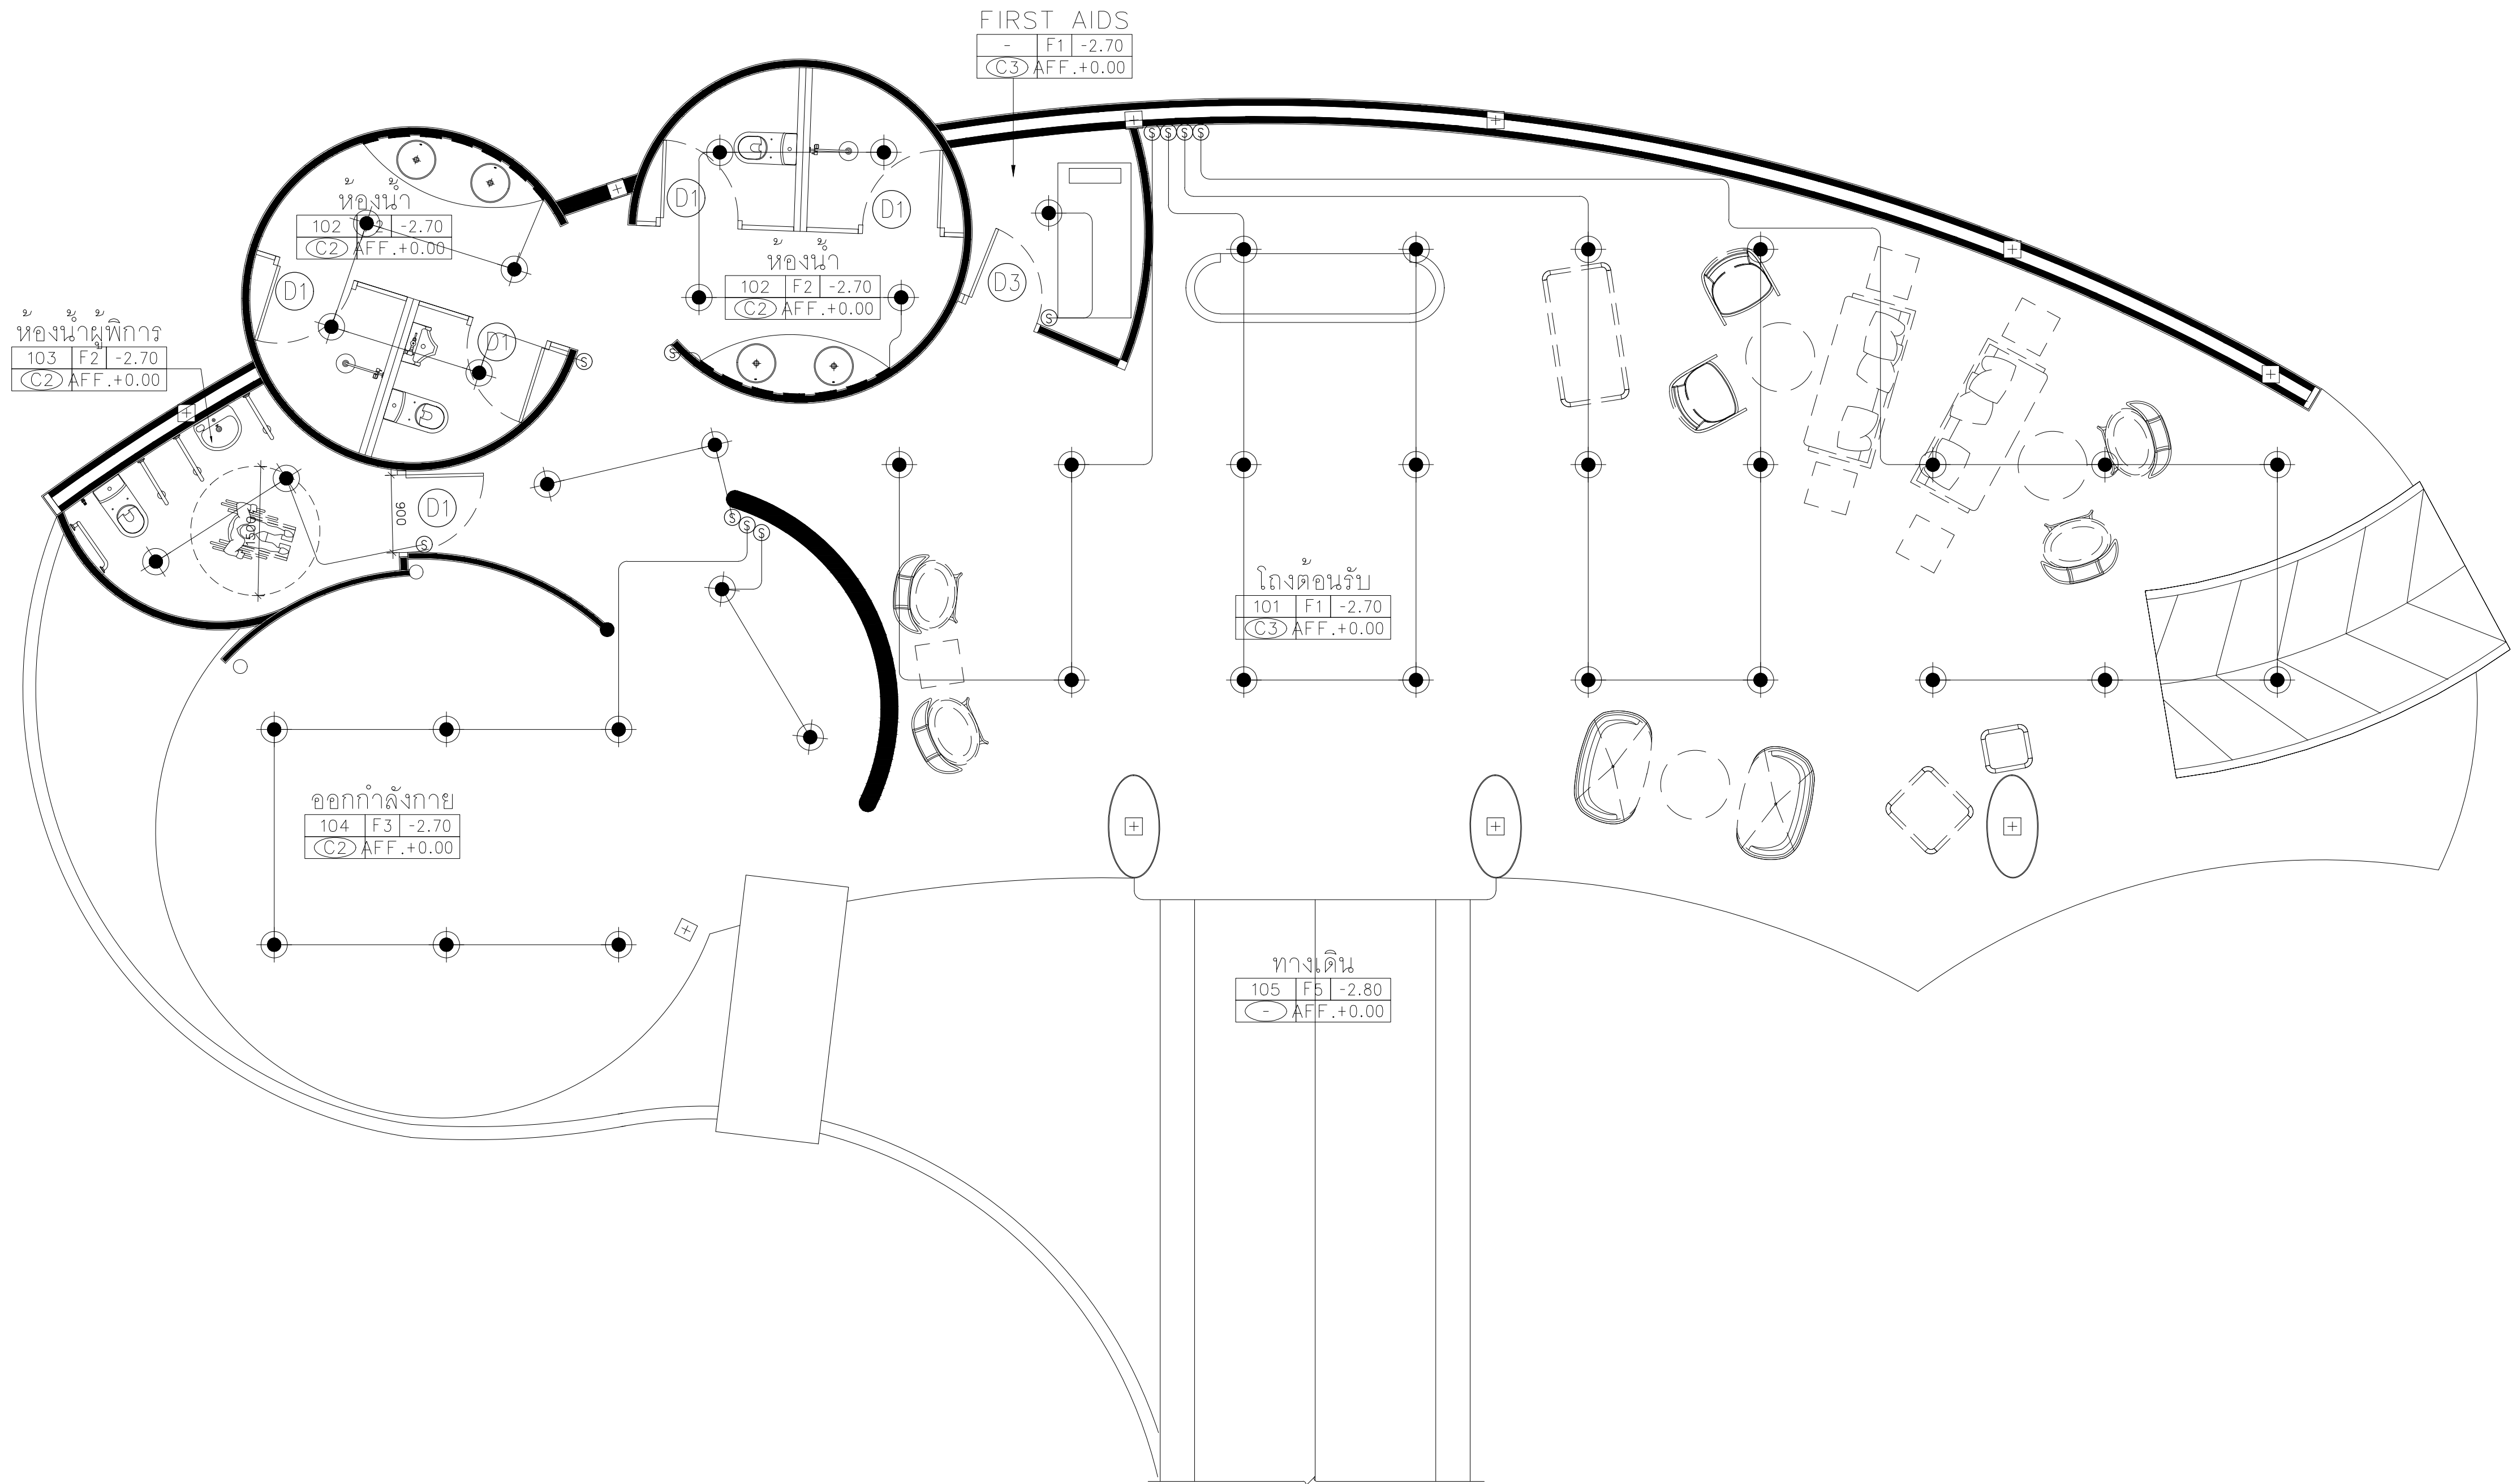 FIRST AIDS
- F1 -2.70
C3 AFF.+0.00
ห้องน้ำ
102 -2.70
C2 AFF.+0.00
D1
D1
ห้องน้ำ
102 F2 -2.70
C2 AFF.+0.00
D1
D1
D3
ห้องน้ำผู้พิการ
103 F2 -2.70
C2 AFF.+0.00
S
S
S
S
S
S
S
900
D1
1500
S
S
S
S
โถงต้อนรับ
101 F1 -2.70
C3 AFF.+0.00
ออกกำลังกาย
104 F3 -2.70
C2 AFF.+0.00
ทางเดิน
105 F5 -2.80
- AFF.+0.00